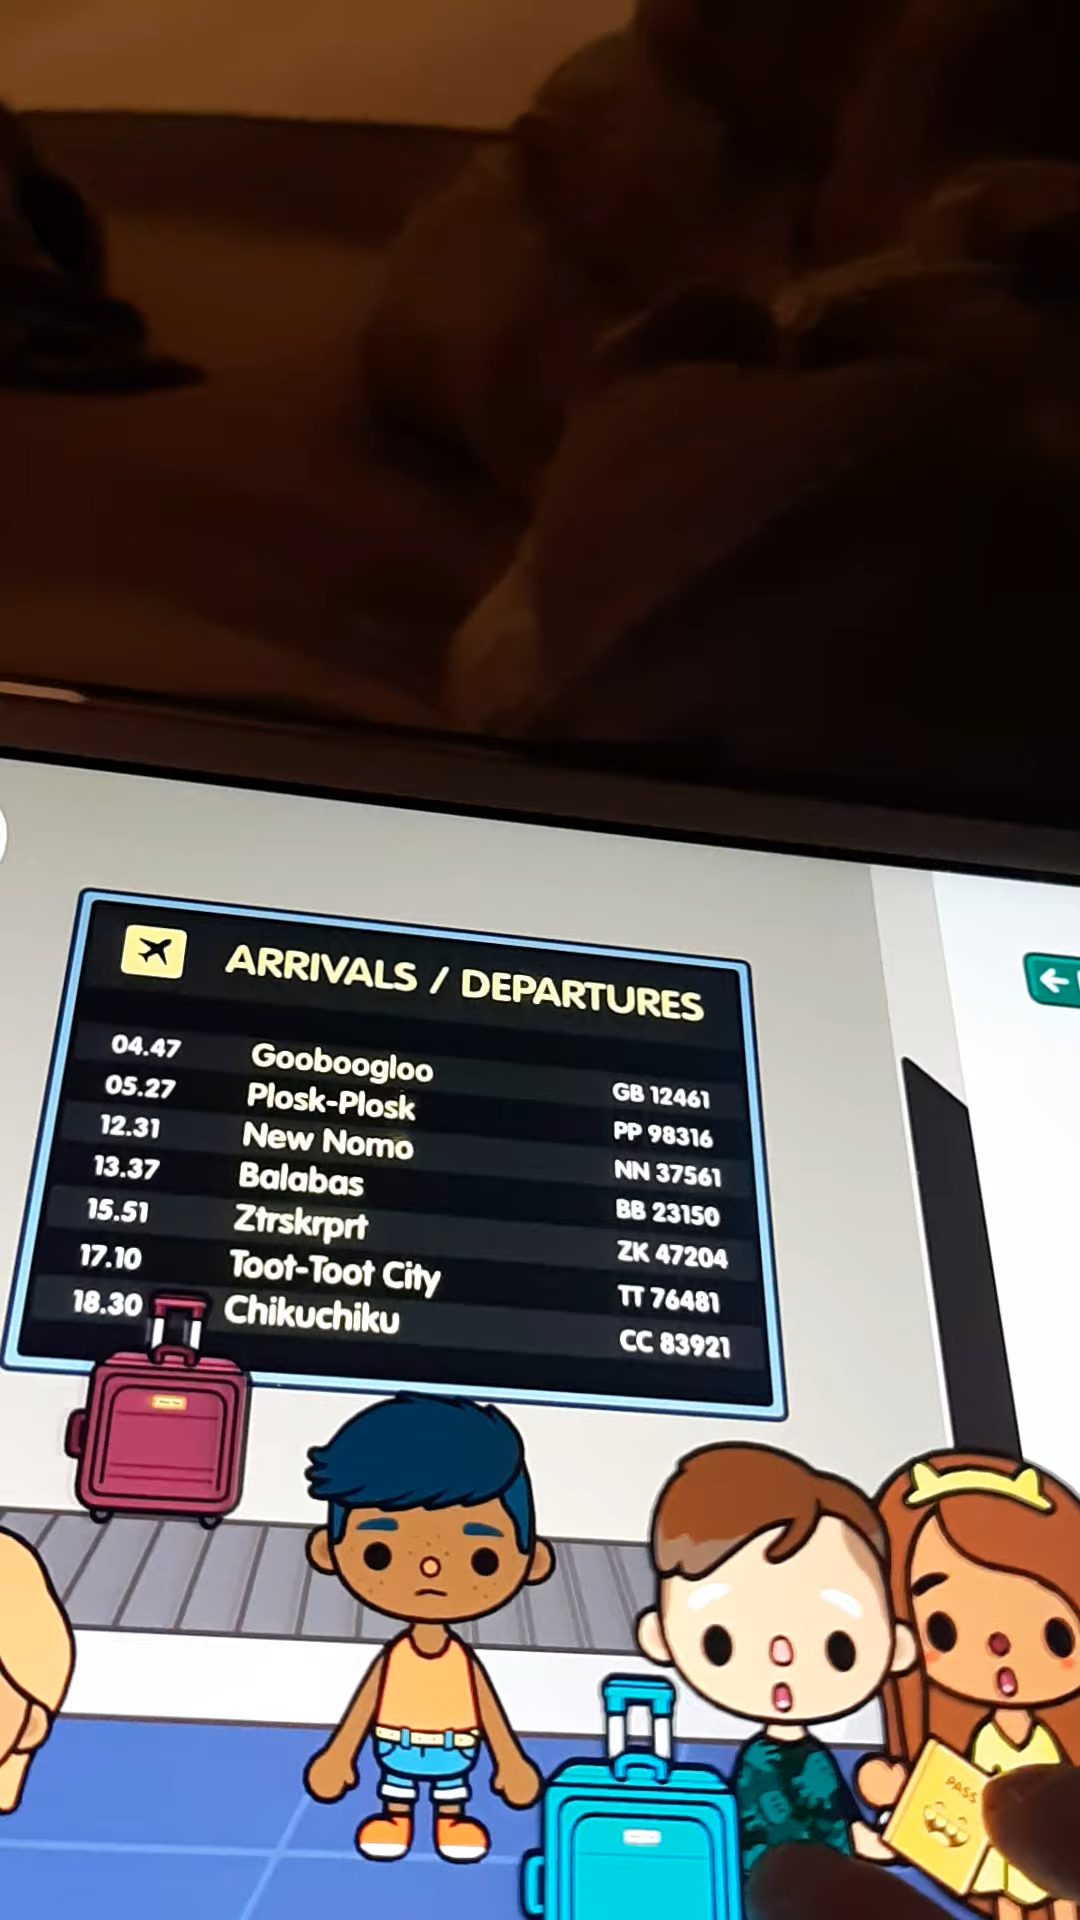 ARRIVALS / DEPARTURES
04.47 Gooboogloo GB 12461
05.27 Plosk-Plosk PP 98316
12.31 New Nomo NN 37561
13.37 Balabas BB 23150
15.51 Ztrskrprt ZK 47204
17.10 Toot-Toot City TT 76481
18.30 Chikuchiku CC 83921
PASS